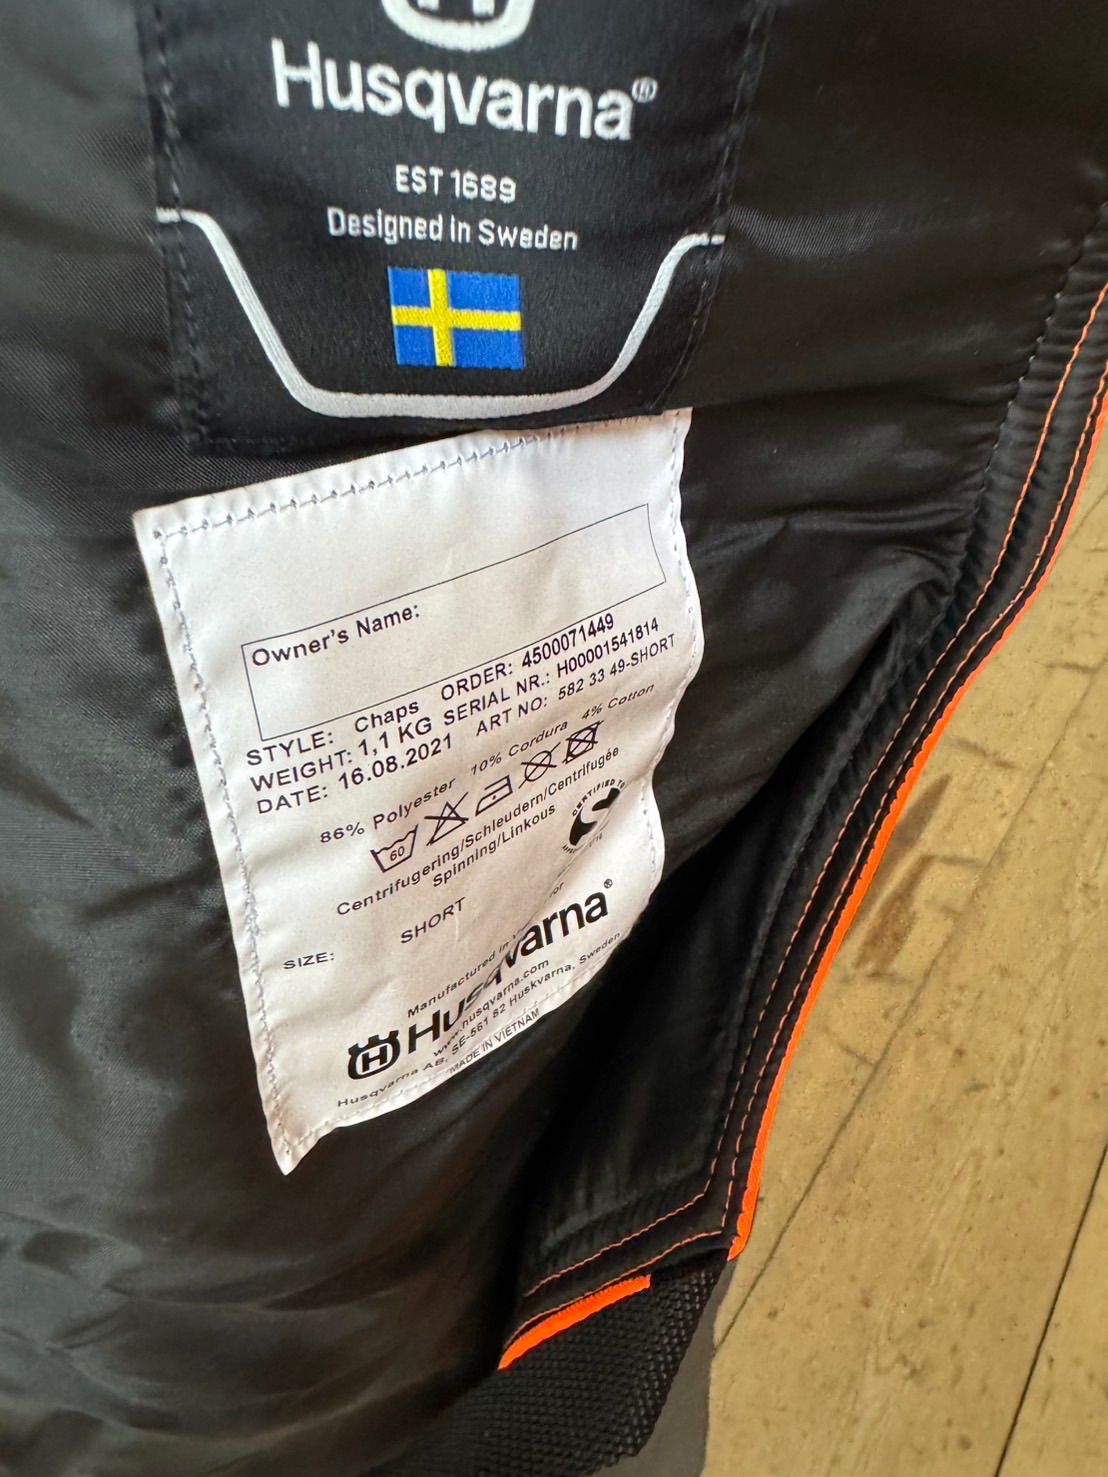 Husqvarna®
EST 1689
Designed in Sweden
Owner's Name:
STYLE: Chaps ORDER: 4500071449
WEIGHT: 1,1 KG SERIAL NR.: H00001541814
DATE: 16.08.2021 ART NO: 582 33 49-SHORT
86% Polyester 10% Cordura 4% Cotton
60
CERTIFIED TO
Centrifugering/Schleudern/Centrifugée
Spinning/Linkous
SIZE: SHORT
Manufactured in
Husqvarna®
www.husqvarna.com
Husqvarna AB, SE-561 82 Huskvarna, Sweden
MADE IN VIETNAM